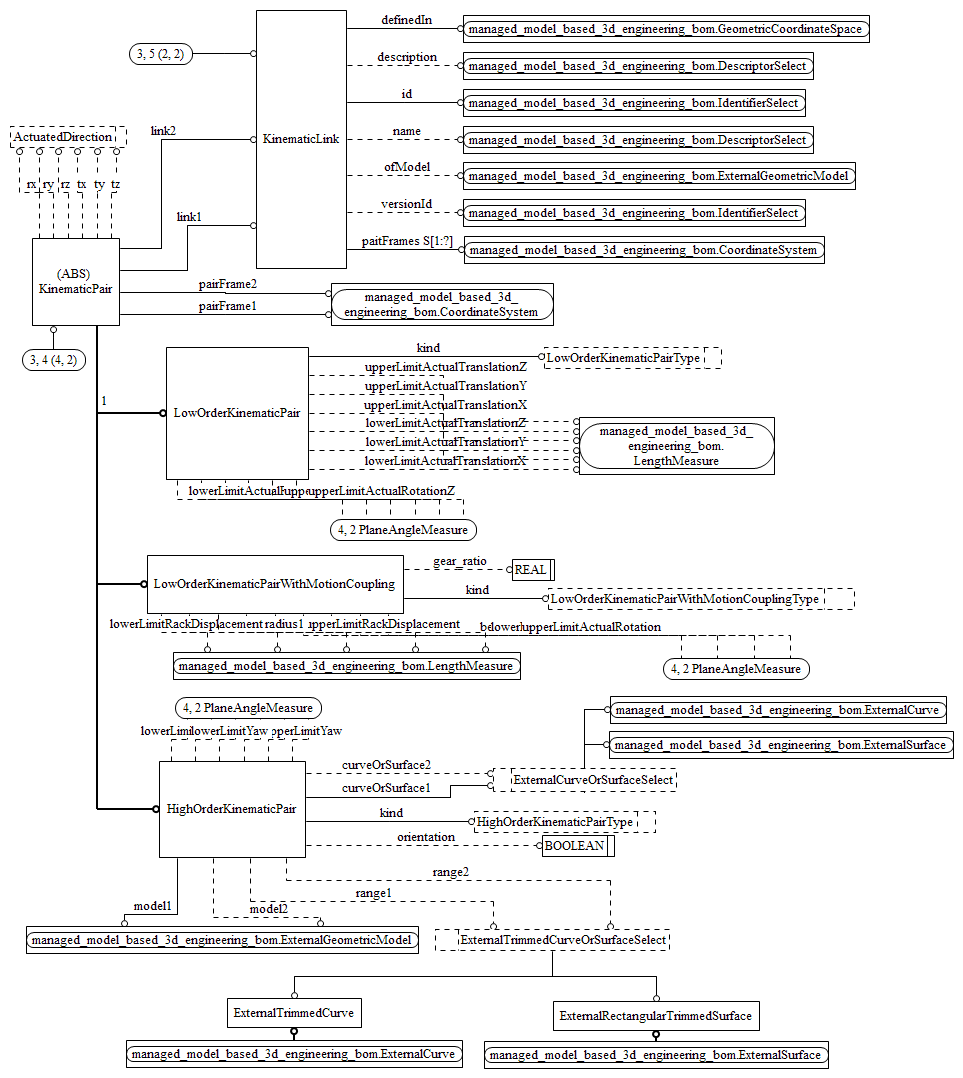 definedIn
managed_model_based_3d_engineering_bom.GeometricCoordinateSpace
3, 5 (2, 2)
description
managed_model_based_3d_engineering_bom.DescriptorSelect
id
managed_model_based_3d_engineering_bom.IdentifierSelect
ActuatedDirection
link2
KinematicLink
name
managed_model_based_3d_engineering_bom.DescriptorSelect
ofModel
managed_model_based_3d_engineering_bom.ExternalGeometricModel
rx ry rz tx ty tz
versionId
managed_model_based_3d_engineering_bom.IdentifierSelect
link1
paitFrames S[1:?]
managed_model_based_3d_engineering_bom.CoordinateSystem
(ABS)
KinematicPair
pairFrame2
pairFrame1
managed_model_based_3d_
engineering_bom.CoordinateSystem
3, 4 (4, 2)
kind
LowOrderKinematicPairType
upperLimitActualTranslationZ
upperLimitActualTranslationY
upperLimitActualTranslationX
1
LowOrderKinematicPair
lowerLimitActualTranslationZ
lowerLimitActualTranslationY
lowerLimitActualTranslationX
managed_model_based_3d_
engineering_bom.
LengthMeasure
lowerLimitActual upperLimitActualRotationZ
4, 2 PlaneAngleMeasure
gear_ratio
REAL
LowOrderKinematicPairWithMotionCoupling
kind
LowOrderKinematicPairWithMotionCouplingType
lowerLimitRackDisplacement radius1 upperLimitRackDisplacement
upperLimitActualRotation
managed_model_based_3d_engineering_bom.LengthMeasure
4, 2 PlaneAngleMeasure
4, 2 PlaneAngleMeasure
lowerLimitYaw upperLimitYaw
managed_model_based_3d_engineering_bom.ExternalCurve
managed_model_based_3d_engineering_bom.ExternalSurface
curveOrSurface2
ExternalCurveOrSurfaceSelect
curveOrSurface1
HighOrderKinematicPair
kind
HighOrderKinematicPairType
orientation
BOOLEAN
range2
range1
model1
model2
managed_model_based_3d_engineering_bom.ExternalGeometricModel
ExternalTrimmedCurveOrSurfaceSelect
ExternalTrimmedCurve
ExternalRectangularTrimmedSurface
managed_model_based_3d_engineering_bom.ExternalCurve
managed_model_based_3d_engineering_bom.ExternalSurface